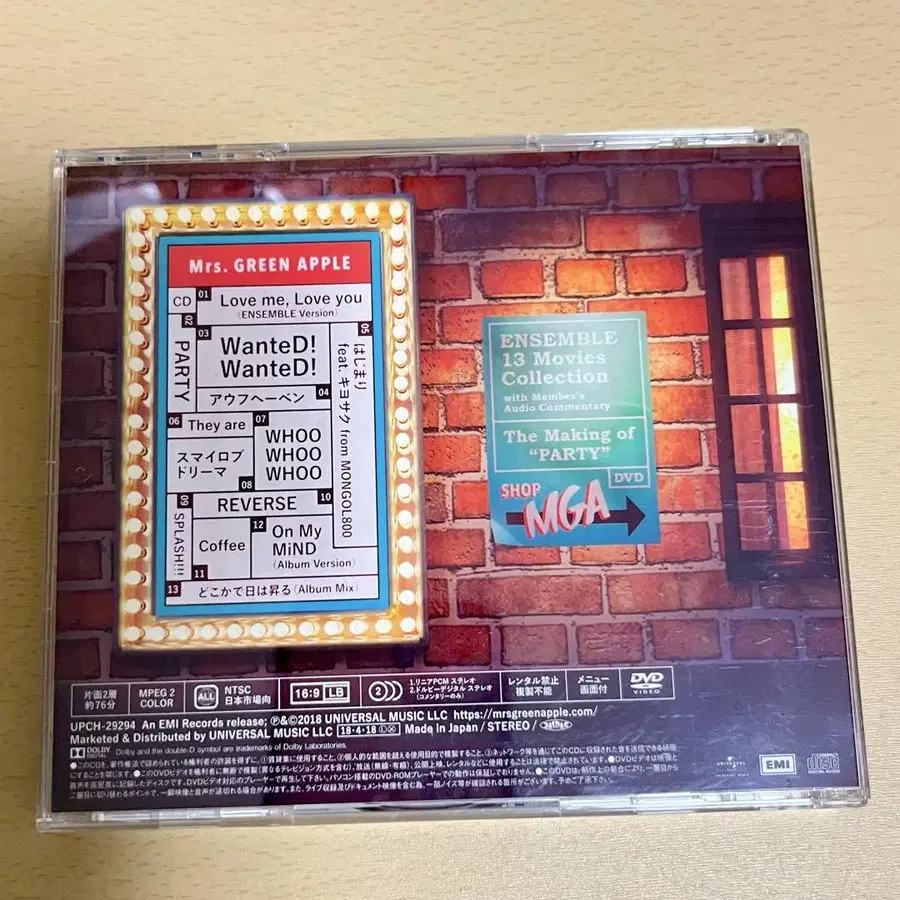 Mrs. GREEN APPLE
CD
01 Love me, Love you
(ENSEMBLE Version)
02 PARTY
03 WanteD!
WanteD!
04 アウフヘーベン
05 はじまり
feat. キヨサク from MONGOL800
06 They are
07 WHOO
WHOO
WHOO
08 スマイロブ
ドリーマ
09 SPLASH!!!
10 REVERSE
11 Coffee
12 On My
MiND
(Album Version)
13 どこかで日は昇る (Album Mix)
ENSEMBLE
13 Movies
Collection
with Member's
Audio Commentary
The Making of
"PARTY"
DVD
SHOP
MGA
片面2層
約76分
MPEG 2
COLOR
ALL
NTSC
日本市場向
16:9 LB
2
1.リニアPCM ステレオ
2.ドルビーデジタル ステレオ
(コメンタリーのみ)
レンタル禁止
複製不能
メニュー
画面付
DVD
VIDEO
UPCH-29294 An EMI Records release; ℗&©2018 UNIVERSAL MUSIC LLC https://mrsgreenapple.com/
Marketed & Distributed by UNIVERSAL MUSIC LLC 18・4・18 Made in Japan / STEREO /
DOLBY
DIGITAL
Dolby and the double-D symbol are trademarks of Dolby Laboratories.
UNIVERSAL
EMI
COMPACT
disc
DIGITAL AUDIO